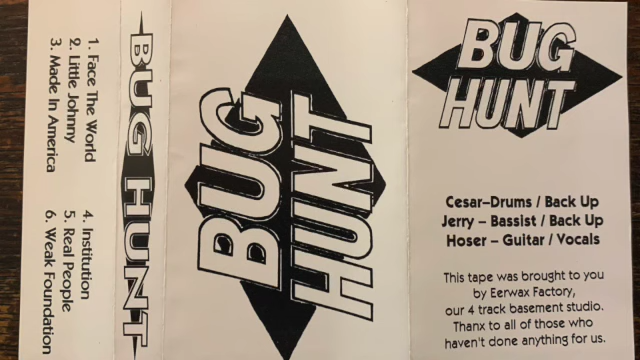 1. Face The World
2. Little Johnny
3. Made In America
4. Institution
5. Real People
6. Weak Foundation
BUG HUNT
BUG
HUNT
BUG
HUNT
Cesar–Drums / Back Up
Jerry – Bassist / Back Up
Hoser – Guitar / Vocals
This tape was brought to you
by Eerwax Factory,
our 4 track basement studio.
Thanx to all of those who
haven't done anything for us.